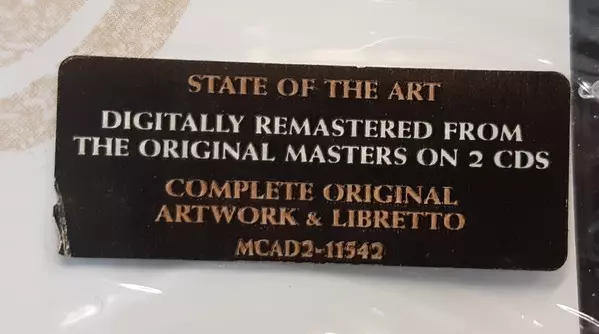 STATE OF THE ART
DIGITALLY REMASTERED FROM
THE ORIGINAL MASTERS ON 2 CDS
COMPLETE ORIGINAL
ARTWORK & LIBRETTO
MCAD2-11542